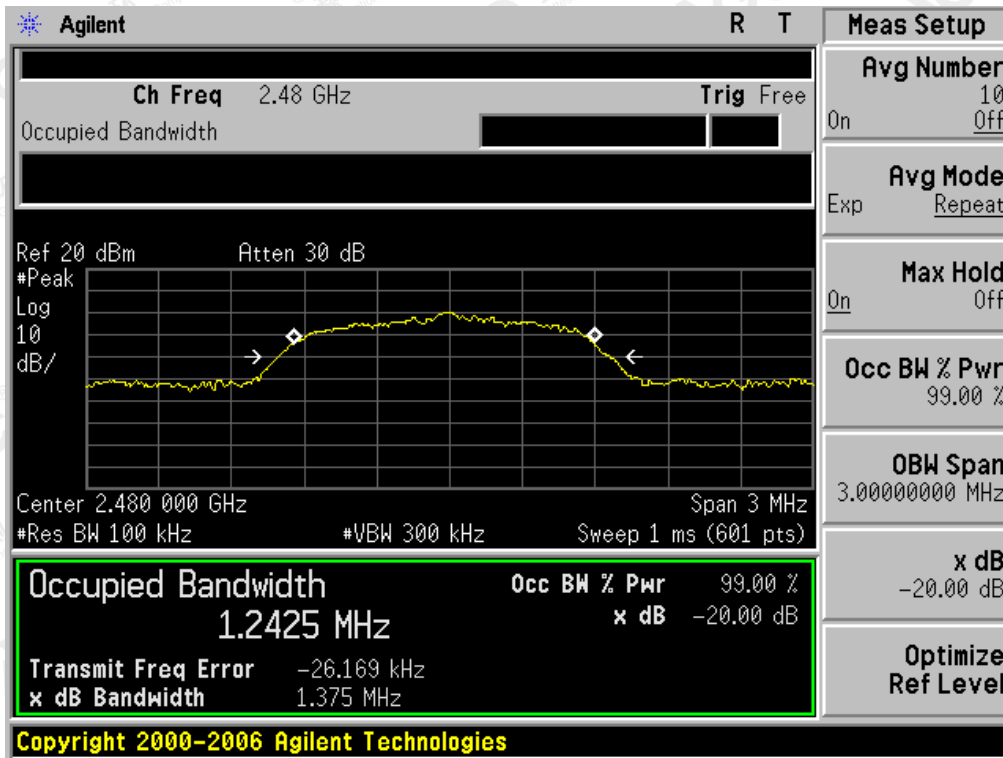 Agilent R T
Ch Freq 2.48 GHz Trig Free
Occupied Bandwidth
Ref 20 dBm Atten 30 dB
#Peak
Log
10
dB/
Center 2.480 000 GHz Span 3 MHz
#Res BW 100 kHz #VBW 300 kHz Sweep 1 ms (601 pts)
Occupied Bandwidth
1.2425 MHz
Occ BW % Pwr 99.00 %
x dB -20.00 dB
Transmit Freq Error -26.169 kHz
x dB Bandwidth 1.375 MHz
Copyright 2000-2006 Agilent Technologies
Meas Setup
Avg Number
10
On Off
Avg Mode
Exp Repeat
Max Hold
On Off
Occ BW % Pwr
99.00 %
OBW Span
3.00000000 MHz
x dB
-20.00 dB
Optimize
Ref Level